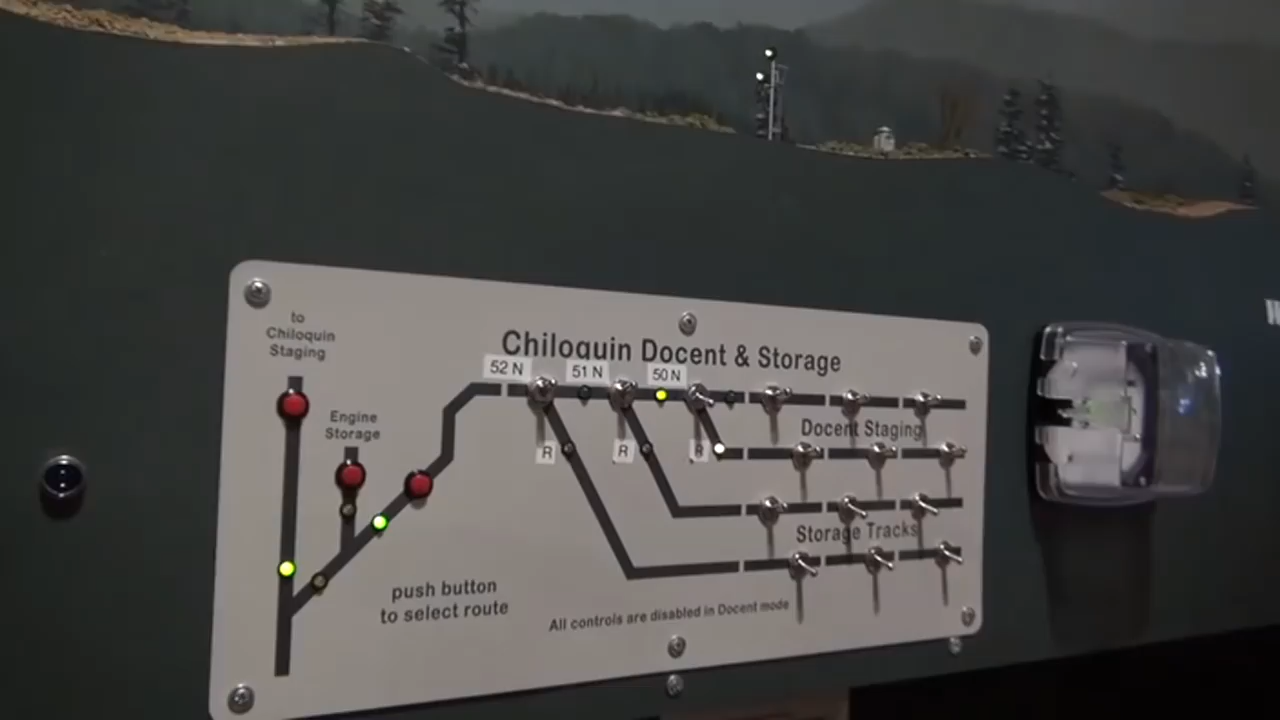 to
Chiloquin
Staging
Engine
Storage
Chiloquin Docent & Storage
52 N
51 N
50 N
R
R
R
Docent Staging
Storage Tracks
push button
to select route
All controls are disabled in Docent mode